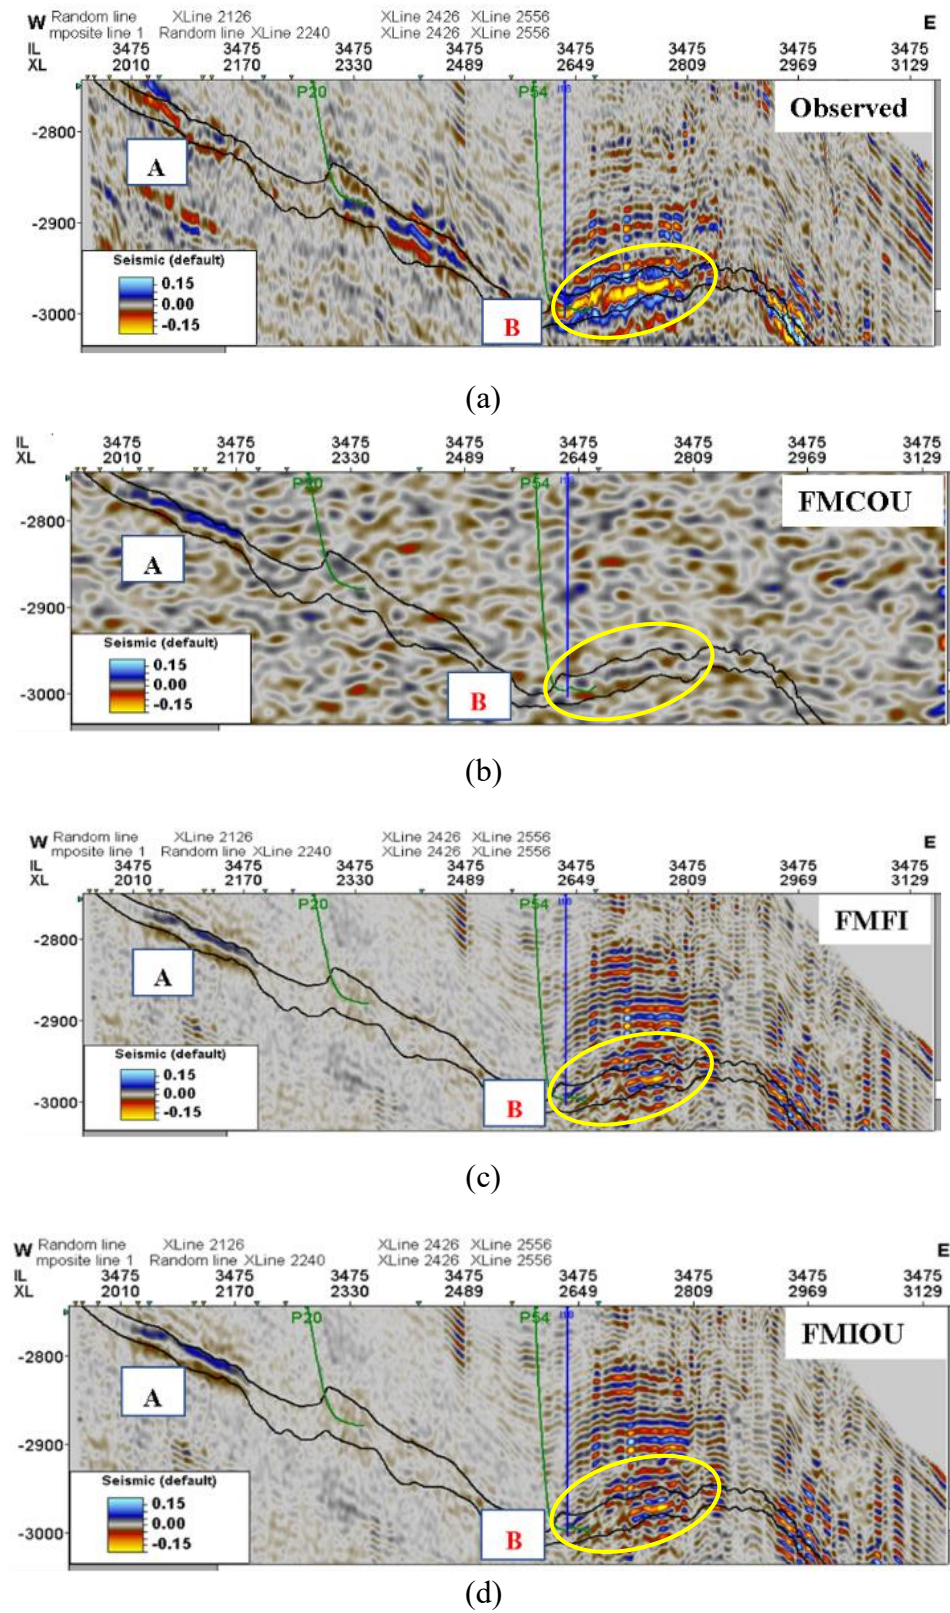 W Random line XLine 2126 XLine 2426 XLine 2556 E
mposite line 1 Random line XLine 2240 XLine 2426 XLine 2556
IL 3475 3475 3475 3475 3475 3475 3475 3475
XL 2010 2170 2330 2489 2649 2809 2969 3129
P20 P54
Observed
-2800
A
-2900
Seismic (default)
0.15
0.00
-0.15
-3000
B
(a)
IL 3475 3475 3475 3475 3475 3475 3475 3475
XL 2010 2170 2330 2489 2649 2809 2969 3129
P20 P54
FMCOU
-2800
A
-2900
Seismic (default)
0.15
0.00
-0.15
-3000
B
(b)
W Random line XLine 2126 XLine 2426 XLine 2556 E
mposite line 1 Random line XLine 2240 XLine 2426 XLine 2556
IL 3475 3475 3475 3475 3475 3475 3475 3475
XL 2010 2170 2330 2489 2649 2809 2969 3129
P20 P54
FMFI
-2800
A
-2900
Seismic (default)
0.15
0.00
-0.15
-3000
B
(c)
W Random line XLine 2126 XLine 2426 XLine 2556 E
mposite line 1 Random line XLine 2240 XLine 2426 XLine 2556
IL 3475 3475 3475 3475 3475 3475 3475 3475
XL 2010 2170 2330 2489 2649 2809 2969 3129
P20 P54
FMIOU
-2800
A
-2900
Seismic (default)
0.15
0.00
-0.15
-3000
B
(d)